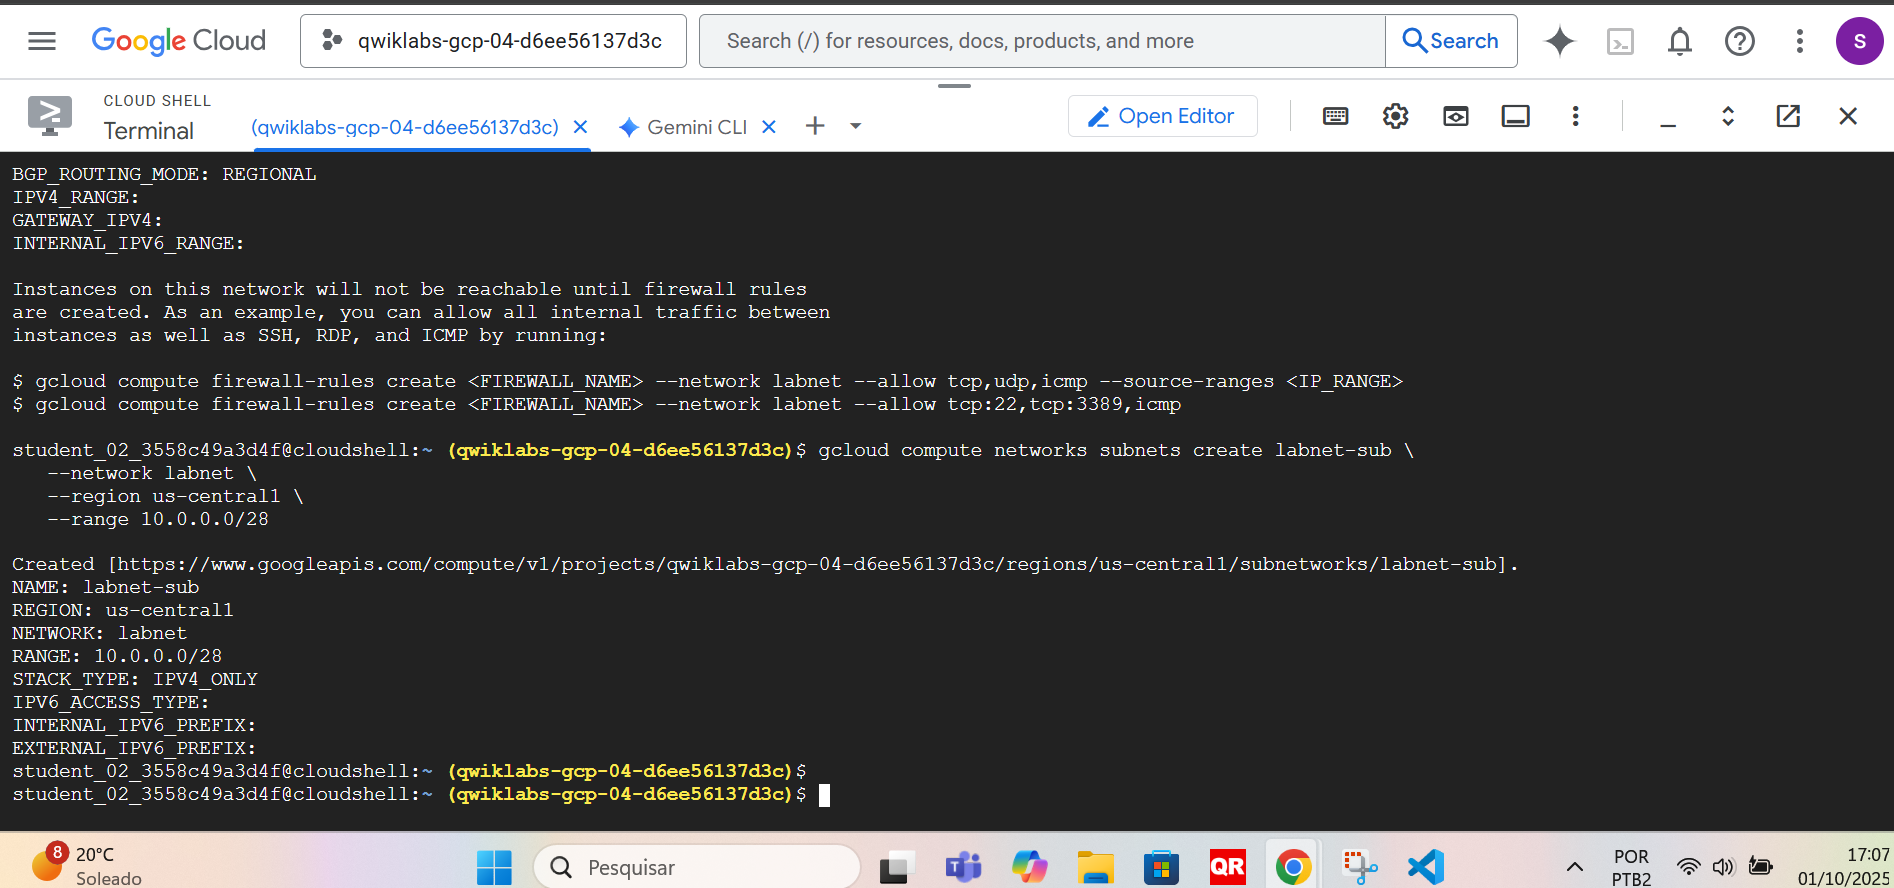 Google Cloud
qwiklabs-gcp-04-d6ee56137d3c
Search (/) for resources, docs, products, and more
Search
S
CLOUD SHELL
Terminal
(qwiklabs-gcp-04-d6ee56137d3c)
Gemini CLI
Open Editor
BGP_ROUTING_MODE: REGIONAL
IPV4_RANGE:
GATEWAY_IPV4:
INTERNAL_IPV6_RANGE:
Instances on this network will not be reachable until firewall rules
are created. As an example, you can allow all internal traffic between
instances as well as SSH, RDP, and ICMP by running:
$ gcloud compute firewall-rules create <FIREWALL_NAME> --network labnet --allow tcp,udp,icmp --source-ranges <IP_RANGE>
$ gcloud compute firewall-rules create <FIREWALL_NAME> --network labnet --allow tcp:22,tcp:3389,icmp
student_02_3558c49a3d4f@cloudshell:~ (qwiklabs-gcp-04-d6ee56137d3c)$ gcloud compute networks subnets create labnet-sub \
--network labnet \
--region us-central1 \
--range 10.0.0.0/28
Created [https://www.googleapis.com/compute/v1/projects/qwiklabs-gcp-04-d6ee56137d3c/regions/us-central1/subnetworks/labnet-sub].
NAME: labnet-sub
REGION: us-central1
NETWORK: labnet
RANGE: 10.0.0.0/28
STACK_TYPE: IPV4_ONLY
IPV6_ACCESS_TYPE:
INTERNAL_IPV6_PREFIX:
EXTERNAL_IPV6_PREFIX:
student_02_3558c49a3d4f@cloudshell:~ (qwiklabs-gcp-04-d6ee56137d3c)$
student_02_3558c49a3d4f@cloudshell:~ (qwiklabs-gcp-04-d6ee56137d3c)$
8
20°C
Soleado
Pesquisar
QR
POR
PTB2
17:07
01/10/2025